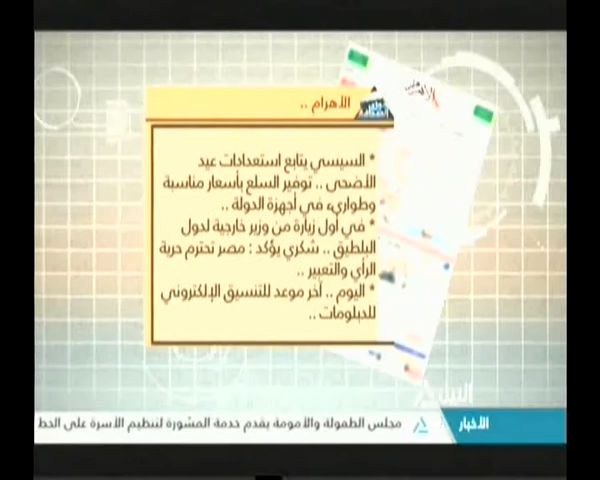 الأهرام ..
* السيسي يتابع استعدادات عيد
الأضحى .. توفير السلع بأسعار مناسبة
وطوارىء في أجهزة الدولة ..
* في أول زيارة من وزير خارجية لدول
البلطيق .. شكري يؤكد : مصر تحترم حرية
الرأي والتعبير ..
* اليوم .. آخر موعد للتنسيق الإلكتروني
للدبلومات ..
النيل
الأخبار
مجلس الطفولة والأمومة يقدم خدمة المشورة لتنظيم الأسرة على الخط